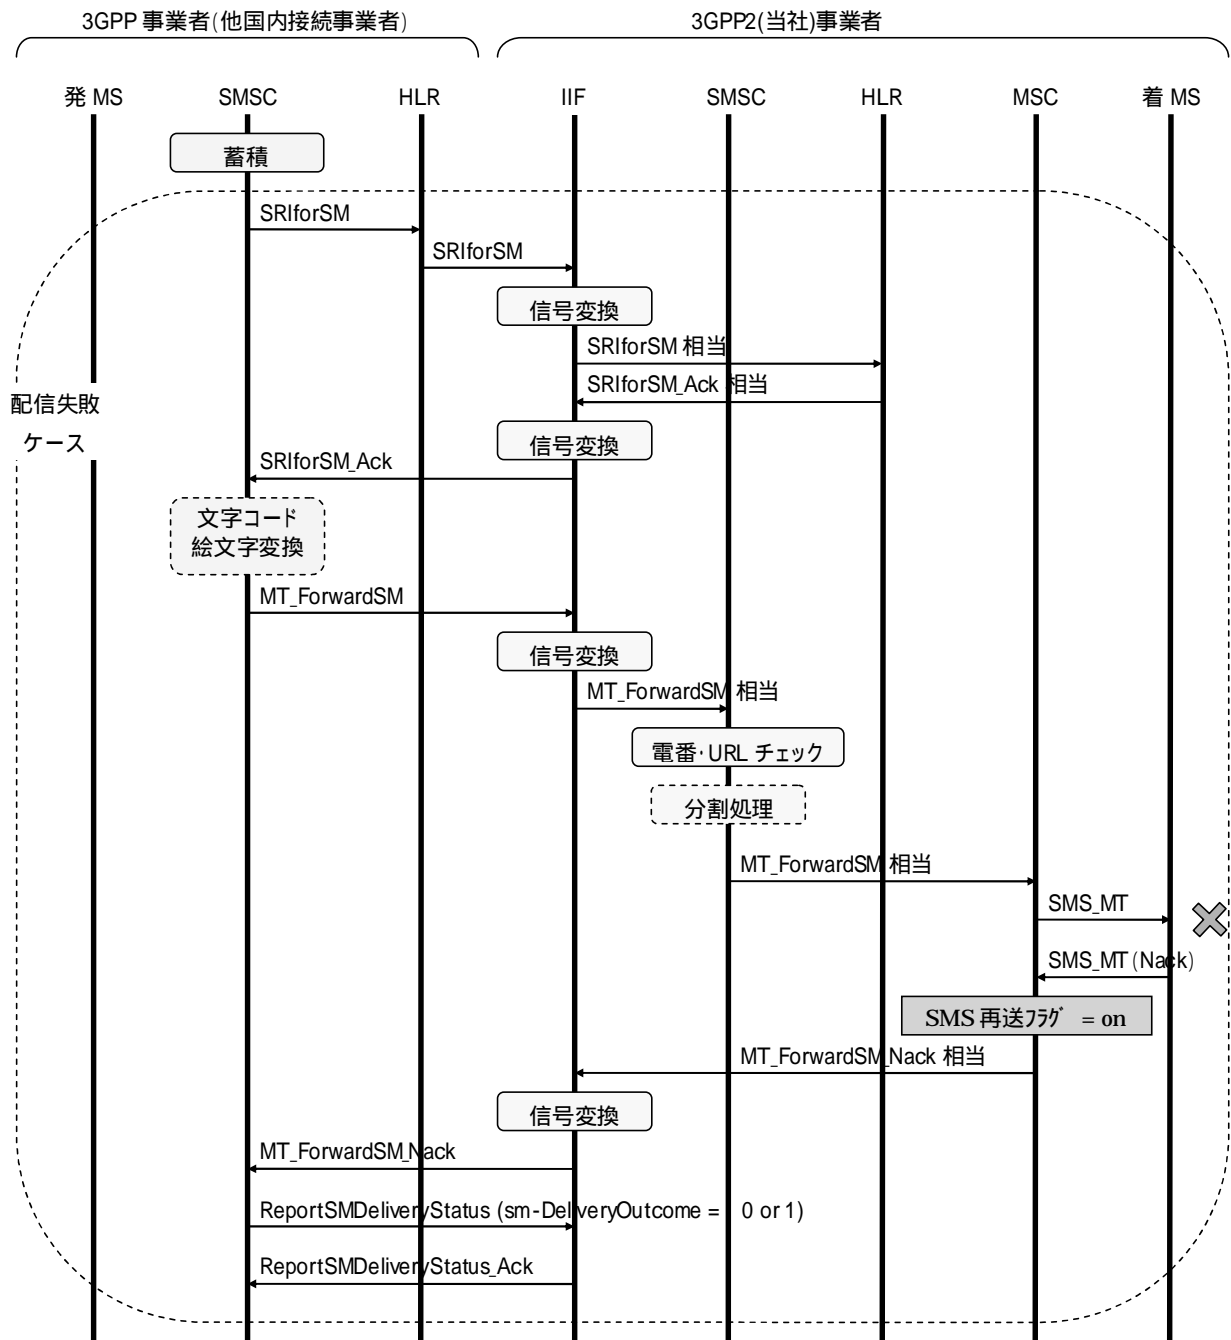 3GPP 事業者(他国内接続事業者) 3GPP2(当社)事業者
発 MS SMSC HLR IIF SMSC HLR MSC 着 MS
蓄積
SRIforSM
SRIforSM
信号変換
SRIforSM 相当
SRIforSM_Ack 相当
配信失敗
ケース
信号変換
SRIforSM_Ack
文字コード
絵文字変換
MT_ForwardSM
信号変換
MT_ForwardSM 相当
電番・URL チェック
分割処理
MT_ForwardSM 相当
SMS_MT
SMS_MT(Nack)
SMS 再送ﾌﾗｸﾞ = on
MT_ForwardSM_Nack 相当
信号変換
MT_ForwardSM_Nack
ReportSMDeliveryStatus (sm-DeliveryOutcome = 0 or 1)
ReportSMDeliveryStatus_Ack